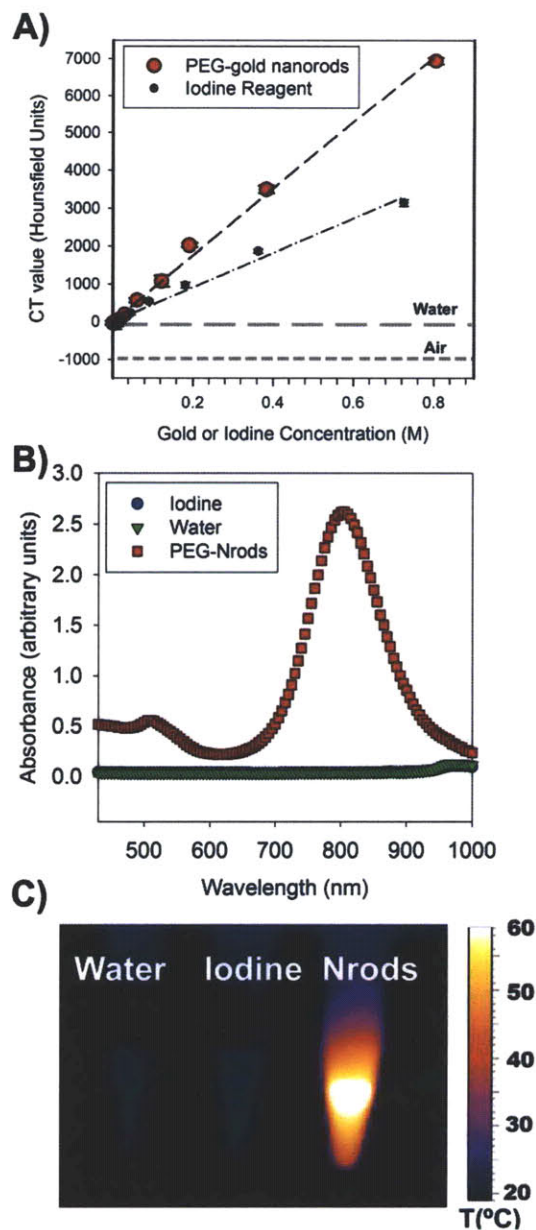 A)
7000
6000
5000
4000
3000
2000
1000
0
-1000
CT value (Hounsfield Units)
PEG-gold nanorods
Iodine Reagent
Water
Air
0.2 0.4 0.6 0.8
Gold or Iodine Concentration (M)
B)
3.0
2.5
2.0
1.5
1.0
0.5
0.0
Absorbance (arbitrary units)
Iodine
Water
PEG-Nrods
500 600 700 800 900 1000
Wavelength (nm)
C)
Water Iodine Nrods
60
50
40
30
20
T(ºC)